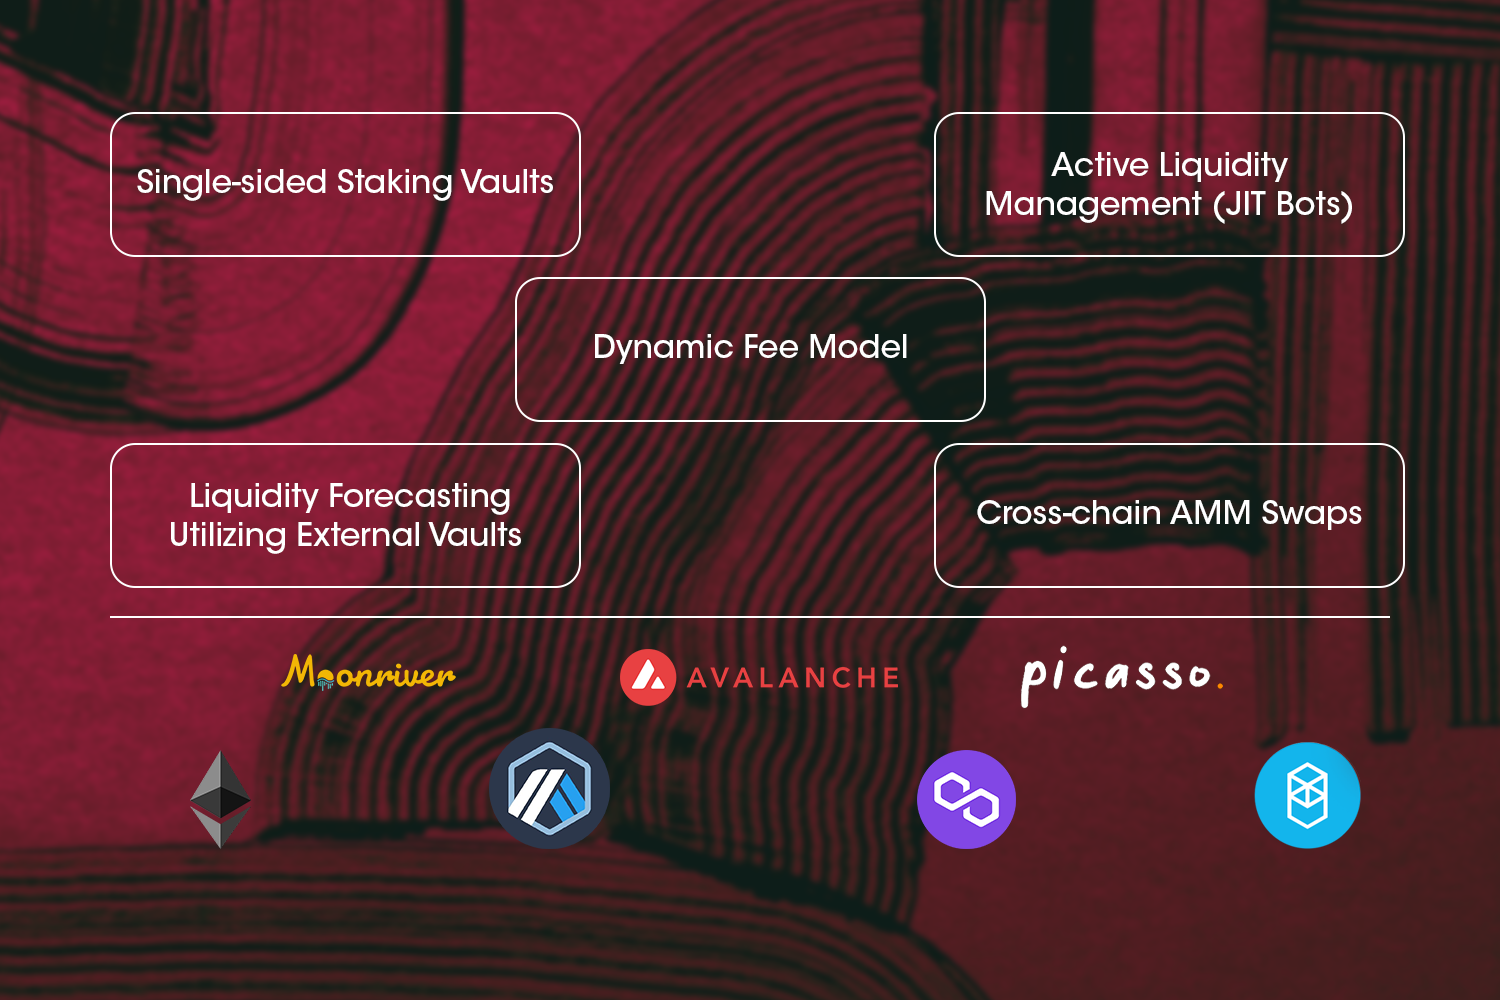 Single-sided Staking Vaults
Active Liquidity
Management (JIT Bots)
Dynamic Fee Model
Liquidity Forecasting
Utilizing External Vaults
Cross-chain AMM Swaps
Moonriver
AVALANCHE
picasso.